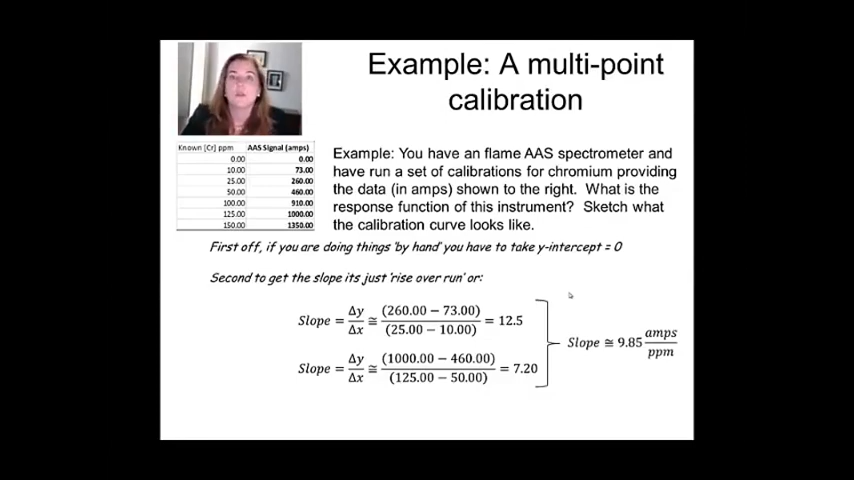 Example: A multi-point
calibration
Known [Cr] ppm AAS Signal (amps)
0.00 0.00
10.00 73.00
25.00 260.00
50.00 460.00
100.00 910.00
125.00 1000.00
150.00 1350.00
Example: You have an flame AAS spectrometer and
have run a set of calibrations for chromium providing
the data (in amps) shown to the right. What is the
response function of this instrument? Sketch what
the calibration curve looks like.
First off, if you are doing things 'by hand' you have to take y-intercept = 0
Second to get the slope its just 'rise over run' or:
Slope = Δy/Δx ≅ (260.00 − 73.00)/(25.00 − 10.00) = 12.5
Slope = Δy/Δx ≅ (1000.00 − 460.00)/(125.00 − 50.00) = 7.20
Slope ≅ 9.85 amps/ppm